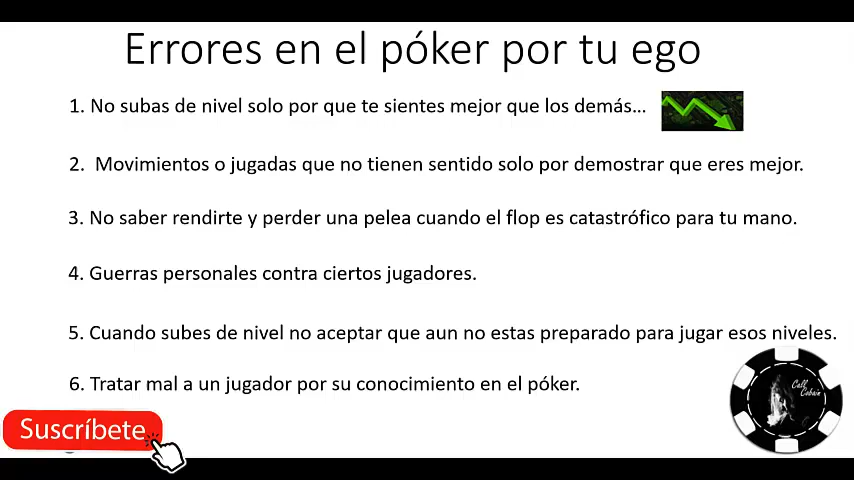 Errores en el póker por tu ego
1. No subas de nivel solo por que te sientes mejor que los demás...
2. Movimientos o jugadas que no tienen sentido solo por demostrar que eres mejor.
3. No saber rendirte y perder una pelea cuando el flop es catastrófico para tu mano.
4. Guerras personales contra ciertos jugadores.
5. Cuando subes de nivel no aceptar que aun no estas preparado para jugar esos niveles.
6. Tratar mal a un jugador por su conocimiento en el póker.
Call
Cobain
Suscríbete